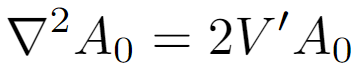 ∇²A₀ = 2V′A₀